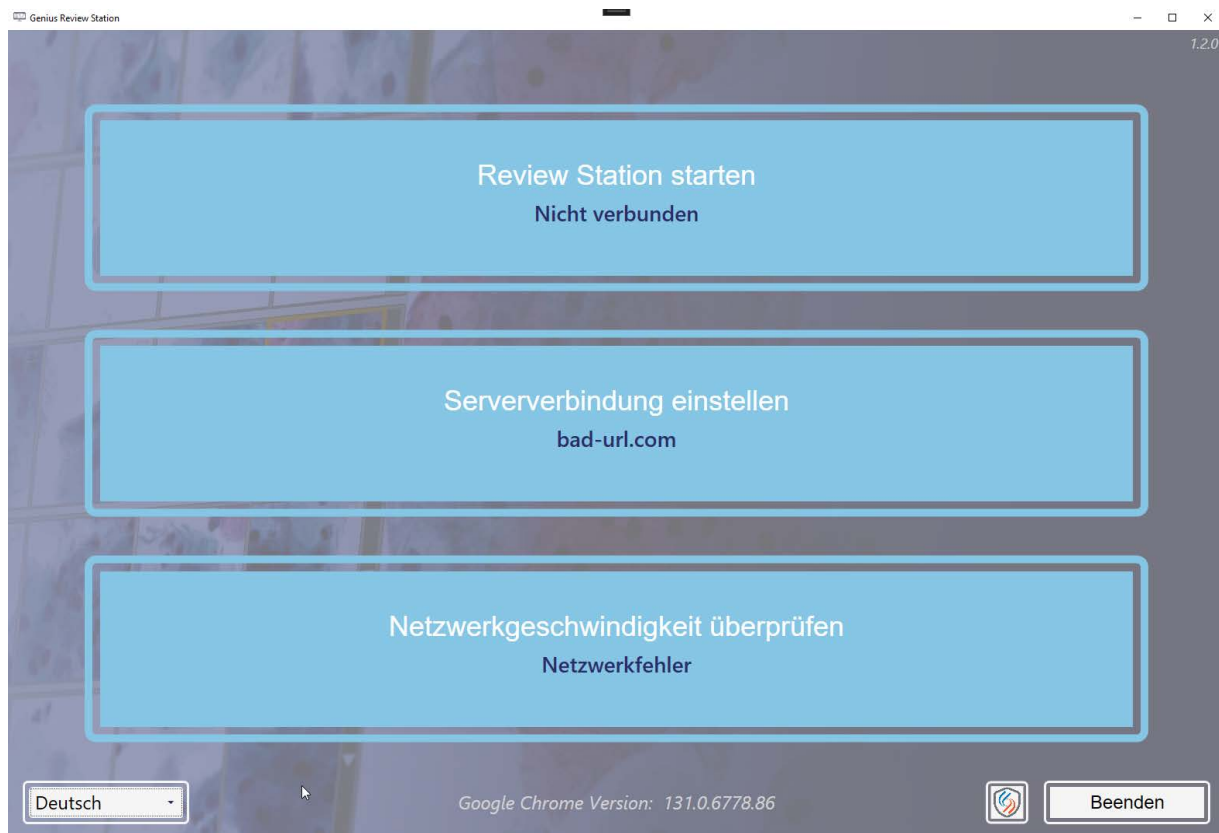 Genius Review Station
1.2.0
Review Station starten
Nicht verbunden
Serververbindung einstellen
bad-url.com
Netzwerkgeschwindigkeit überprüfen
Netzwerkfehler
Deutsch
Google Chrome Version: 131.0.6778.86
Beenden